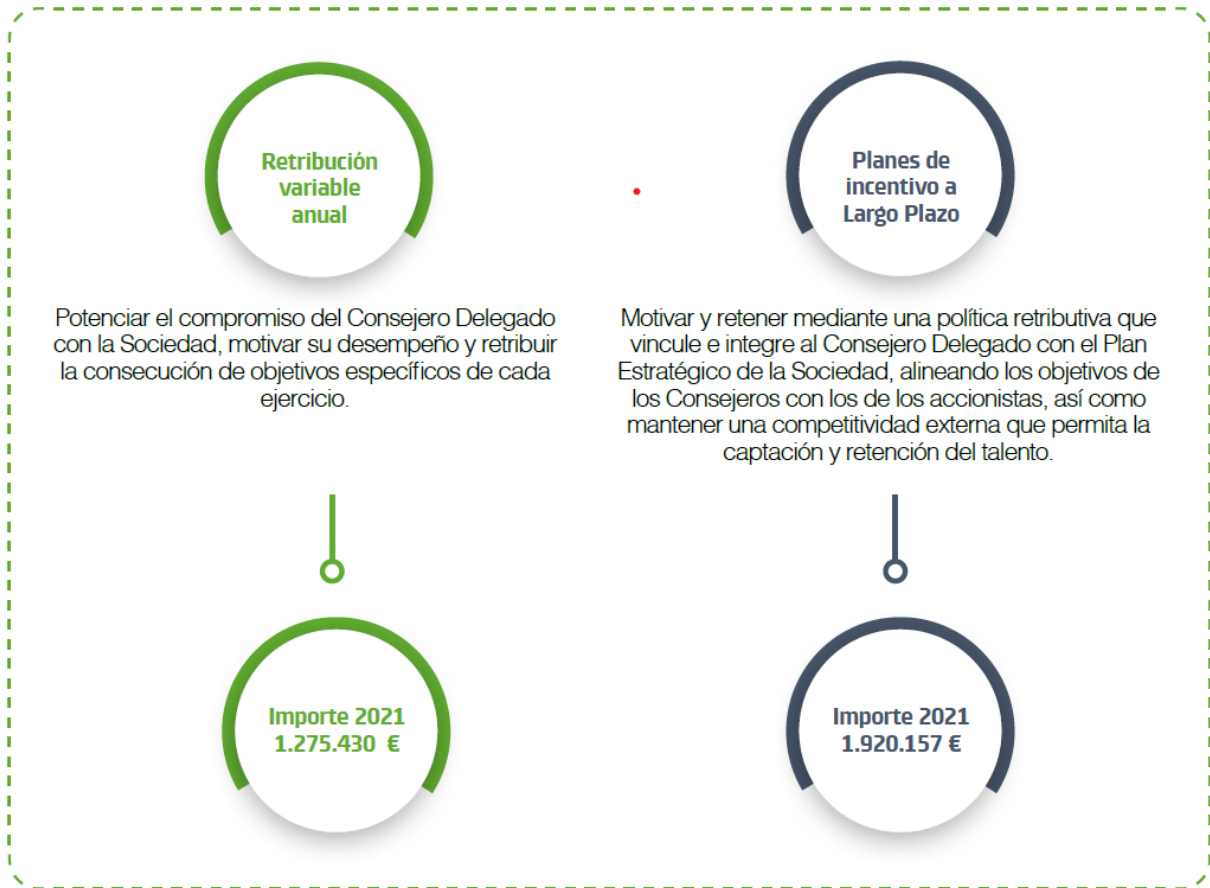 Retribución
variable
anual
Potenciar el compromiso del Consejero Delegado
con la Sociedad, motivar su desempeño y retribuir
la consecución de objetivos específicos de cada
ejercicio.
Importe 2021
1.275.430 €
Planes de
incentivo a
Largo Plazo
Motivar y retener mediante una política retributiva que
vincule e integre al Consejero Delegado con el Plan
Estratégico de la Sociedad, alineando los objetivos de
los Consejeros con los de los accionistas, así como
mantener una competitividad externa que permita la
captación y retención del talento.
Importe 2021
1.920.157 €